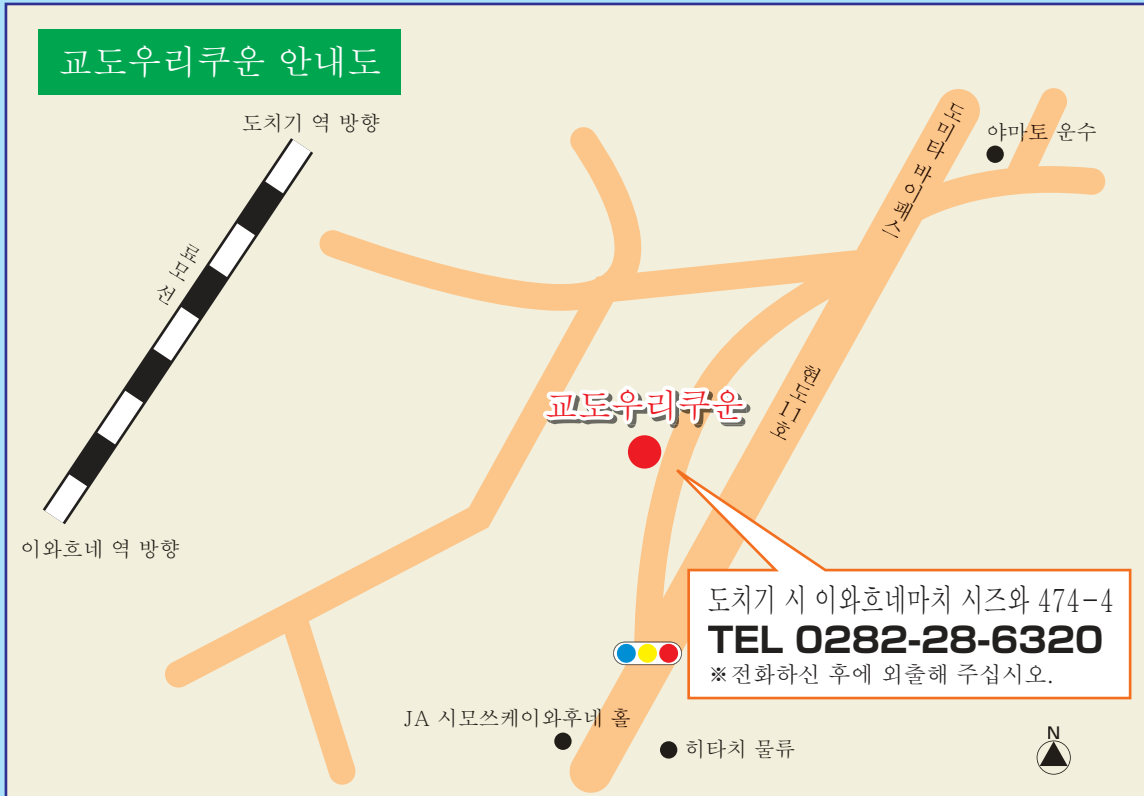 교도우리쿠운 안내도
도치기 역 방향
야마토 운수
도미타 바이패스
료모 선
현도11호
교도우리쿠운
이와흐네 역 방향
도치기 시 이와흐네마치 시즈와 474-4
TEL 0282-28-6320
※전화하신 후에 외출해 주십시오.
JA 시모쓰케이와후네 홀
히타치 물류
N